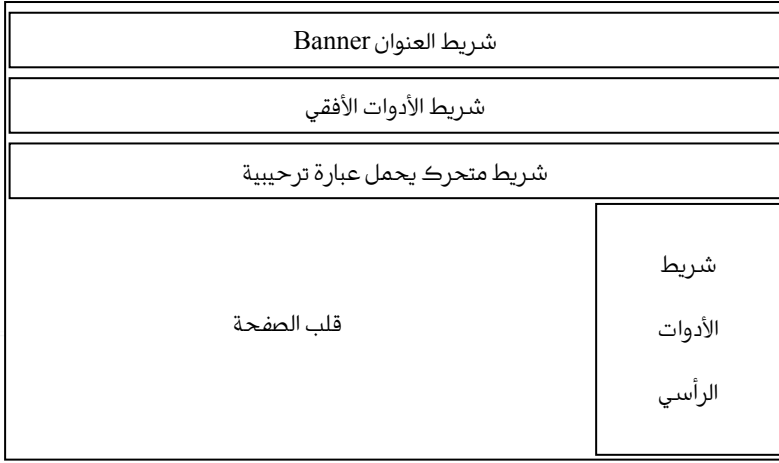 شريط العنوان Banner
شريط الأدوات الأفقي
شريط متحرك يحمل عبارة ترحيبية
شريط
الأدوات
الرأسي
قلب الصفحة